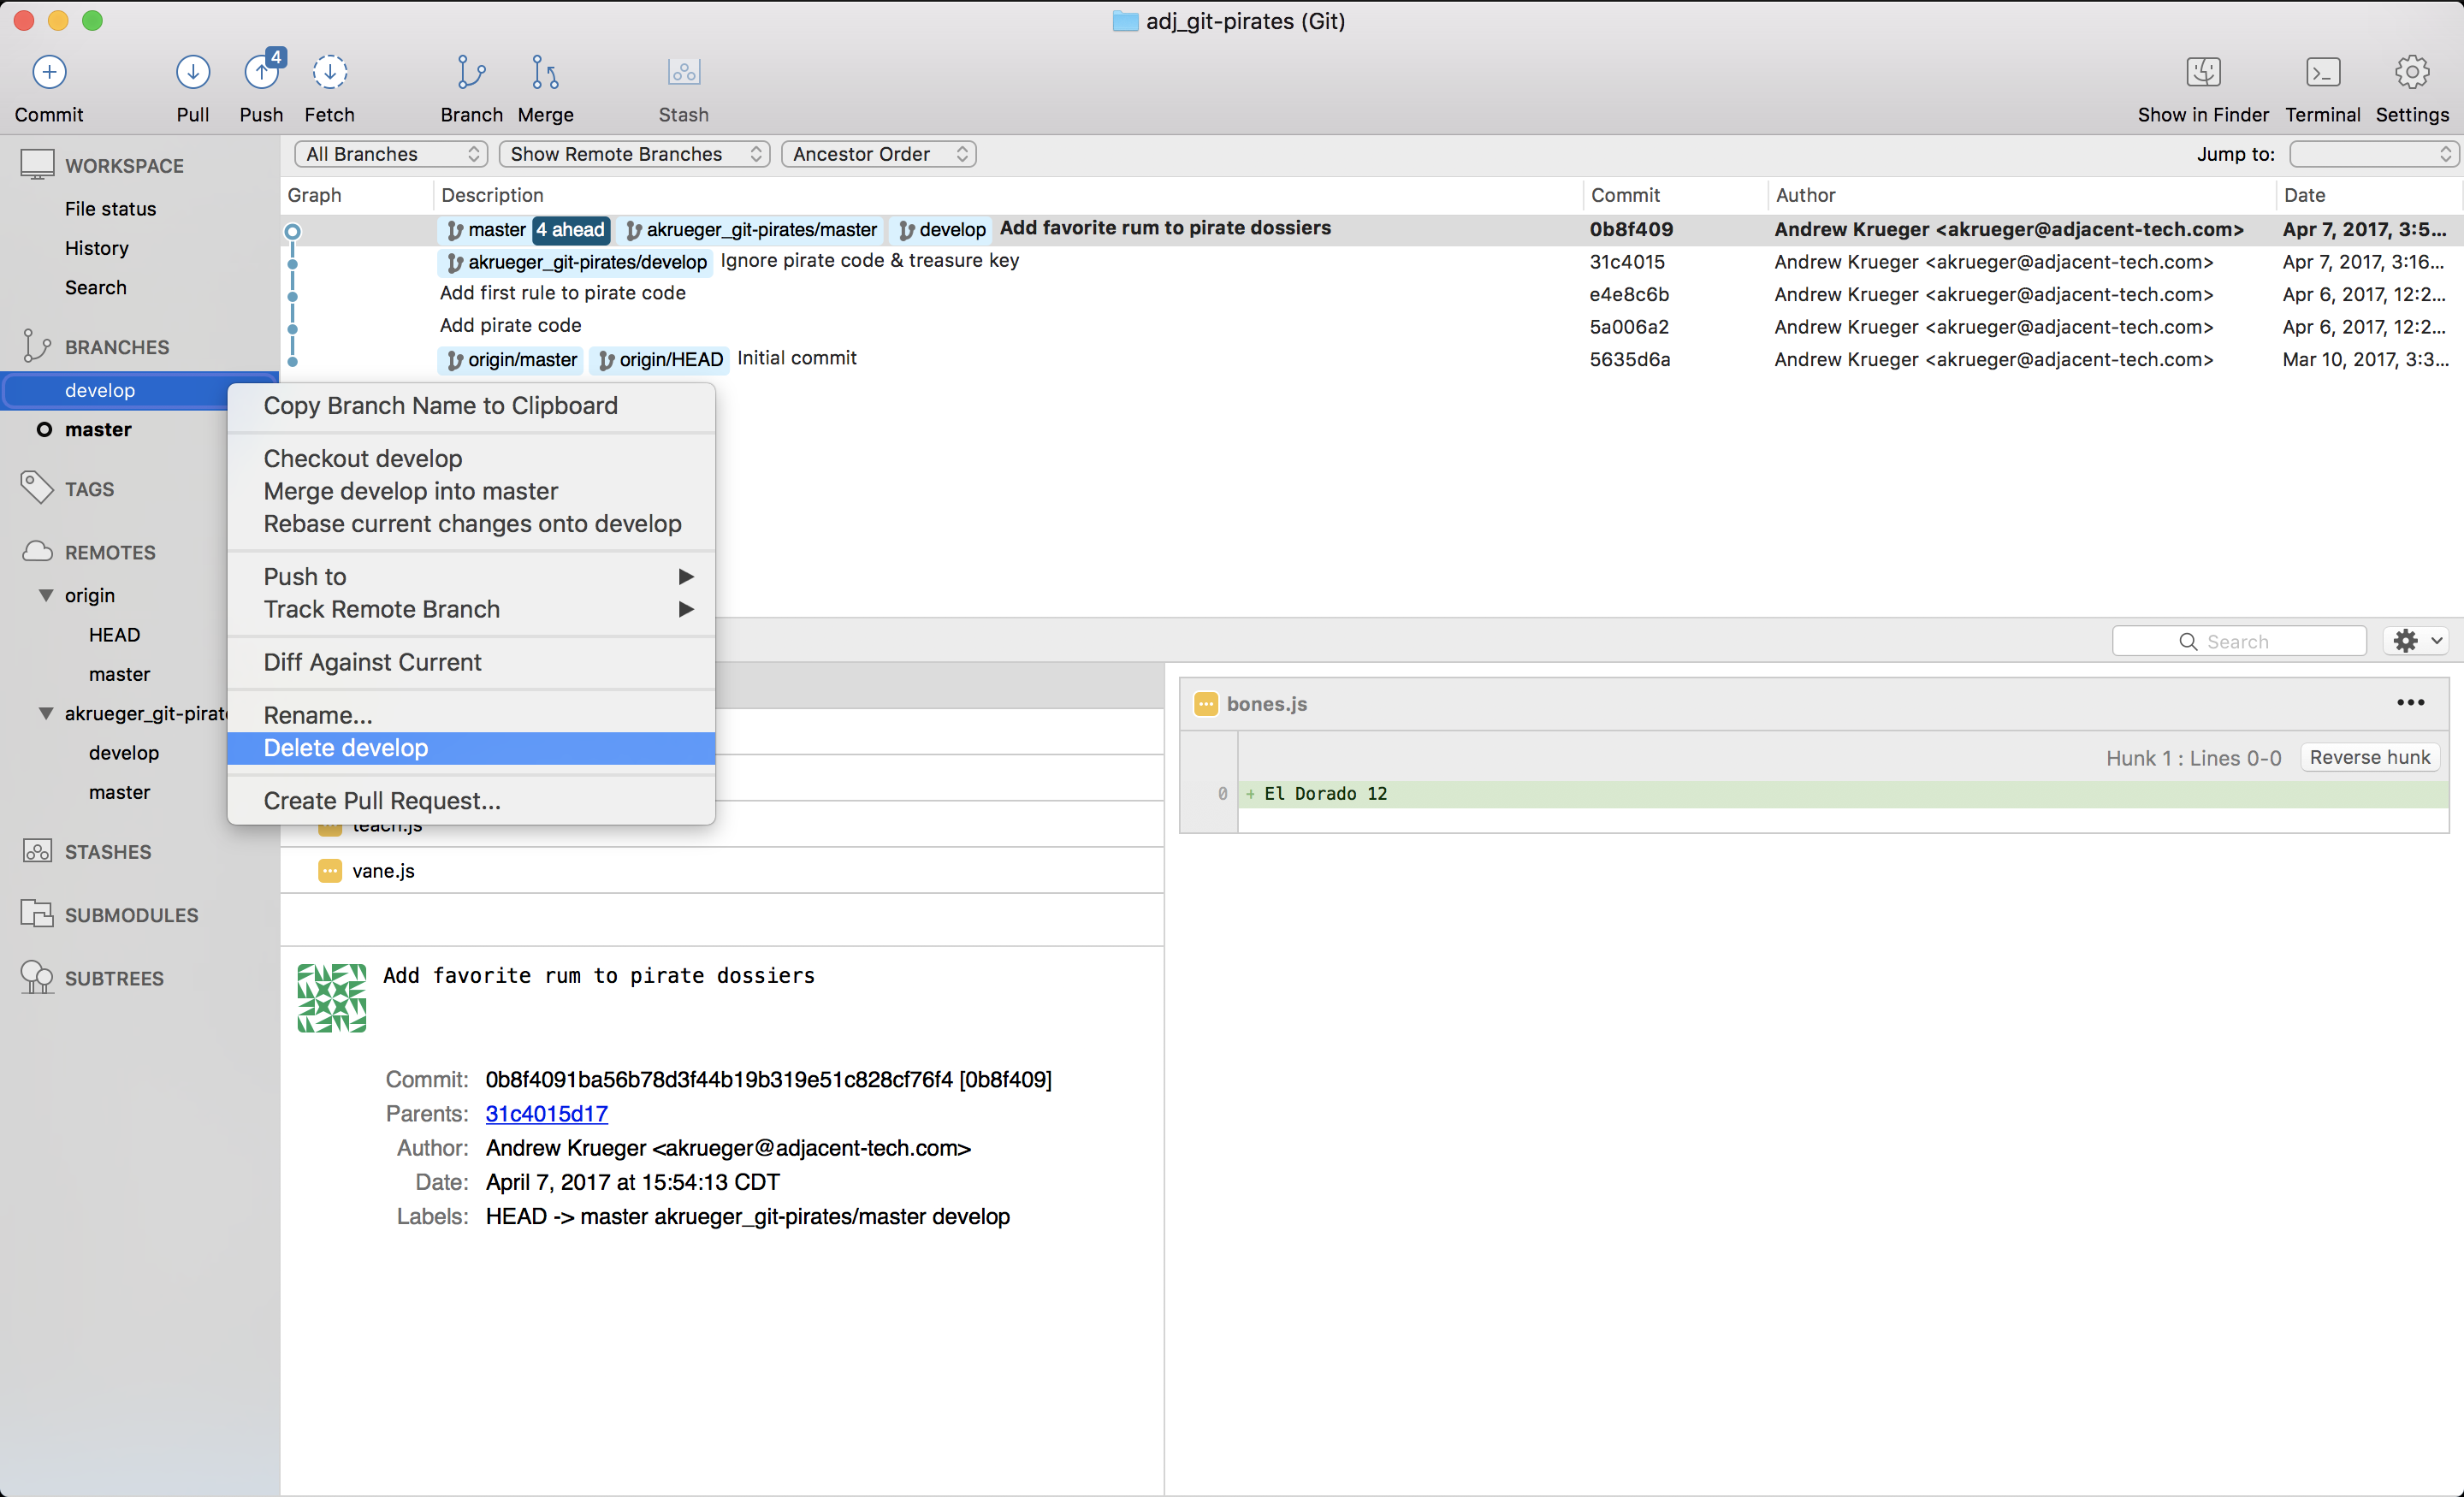 adj_git-pirates (Git)
4
Commit Pull Push Fetch Branch Merge Stash Show in Finder Terminal Settings
All Branches Show Remote Branches Ancestor Order Jump to:
Graph Description Commit Author Date
master 4 ahead akrueger_git-pirates/master develop Add favorite rum to pirate dossiers 0b8f409 Andrew Krueger <akrueger@adjacent-tech.com> Apr 7, 2017, 3:5...
akrueger_git-pirates/develop Ignore pirate code & treasure key 31c4015 Andrew Krueger <akrueger@adjacent-tech.com> Apr 7, 2017, 3:16...
Add first rule to pirate code e4e8c6b Andrew Krueger <akrueger@adjacent-tech.com> Apr 6, 2017, 12:2...
Add pirate code 5a006a2 Andrew Krueger <akrueger@adjacent-tech.com> Apr 6, 2017, 12:2...
origin/master origin/HEAD Initial commit 5635d6a Andrew Krueger <akrueger@adjacent-tech.com> Mar 10, 2017, 3:3...
WORKSPACE
File status
History
Search
BRANCHES
develop
master
TAGS
REMOTES
origin
HEAD
master
akrueger_git-pirate
develop
master
STASHES
SUBMODULES
SUBTREES
Copy Branch Name to Clipboard
Checkout develop
Merge develop into master
Rebase current changes onto develop
Push to
Track Remote Branch
Diff Against Current
Rename...
Delete develop
Create Pull Request...
teach.js
vane.js
Search
bones.js
Hunk 1 : Lines 0-0 Reverse hunk
0 + El Dorado 12
Add favorite rum to pirate dossiers
Commit: 0b8f4091ba56b78d3f44b19b319e51c828cf76f4 [0b8f409]
Parents: 31c4015d17
Author: Andrew Krueger <akrueger@adjacent-tech.com>
Date: April 7, 2017 at 15:54:13 CDT
Labels: HEAD -> master akrueger_git-pirates/master develop